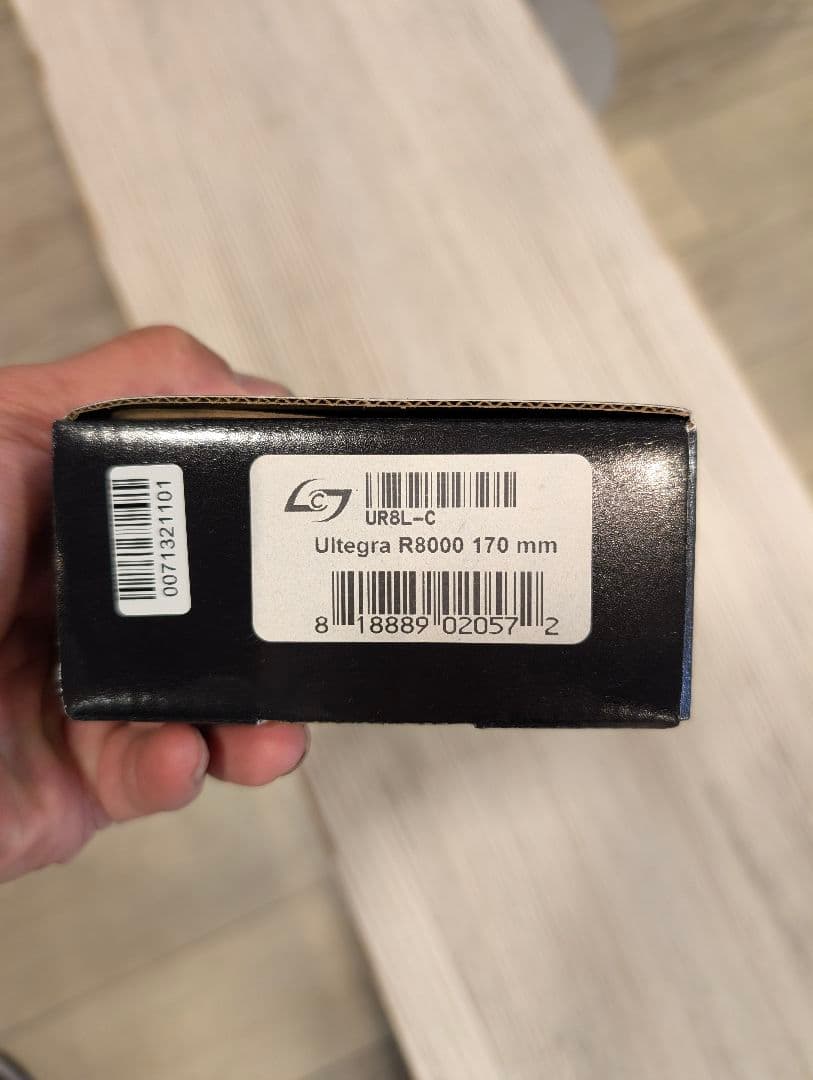 0071321101
C
UR8L-C
Ultegra R8000 170 mm
8 18889 02057 2